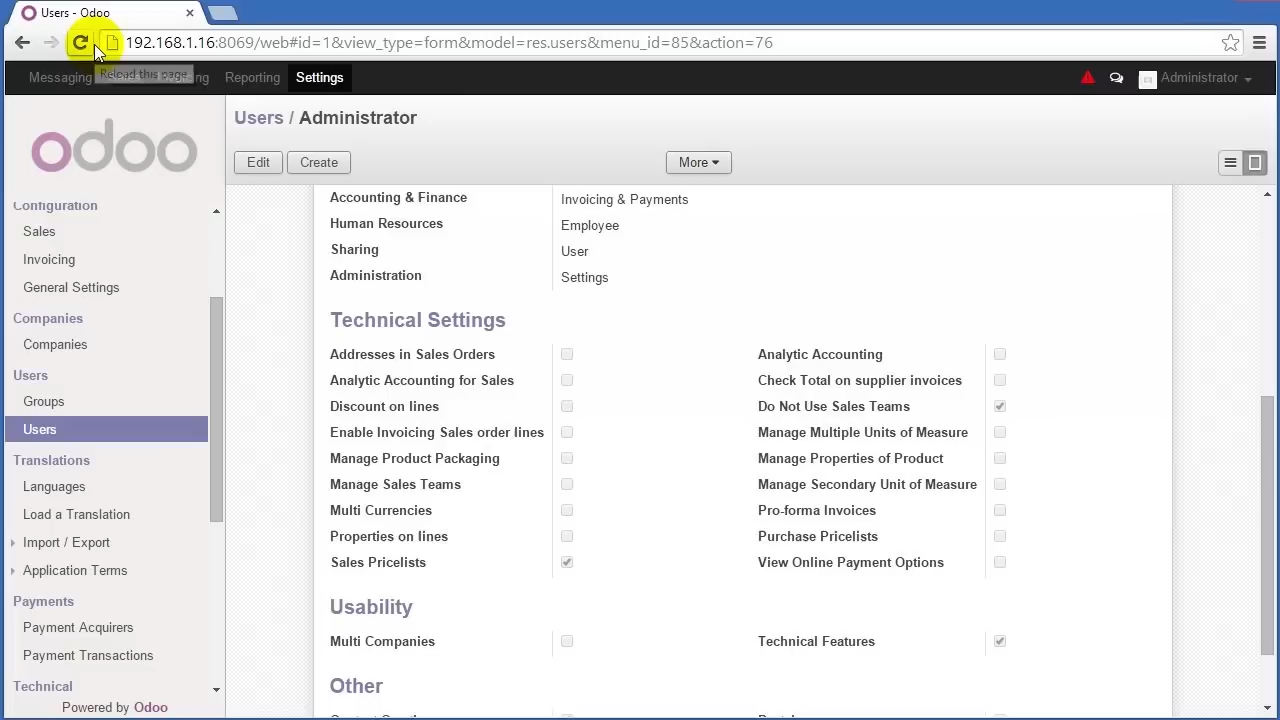 Users - Odoo ×
192.168.1.16:8069/web#id=1&view_type=form&model=res.users&menu_id=85&action=76
Reload this page
Messaging Reporting Settings Administrator
odoo
Users / Administrator
Edit Create More
Configuration
Sales
Invoicing
General Settings
Companies
Companies
Users
Groups
Users
Translations
Languages
Load a Translation
Import / Export
Application Terms
Payments
Payment Acquirers
Payment Transactions
Technical
Powered by Odoo
Accounting & Finance Invoicing & Payments
Human Resources Employee
Sharing User
Administration Settings
Technical Settings
Addresses in Sales Orders Analytic Accounting
Analytic Accounting for Sales Check Total on supplier invoices
Discount on lines Do Not Use Sales Teams
Enable Invoicing Sales order lines Manage Multiple Units of Measure
Manage Product Packaging Manage Properties of Product
Manage Sales Teams Manage Secondary Unit of Measure
Multi Currencies Pro-forma Invoices
Properties on lines Purchase Pricelists
Sales Pricelists View Online Payment Options
Usability
Multi Companies Technical Features
Other